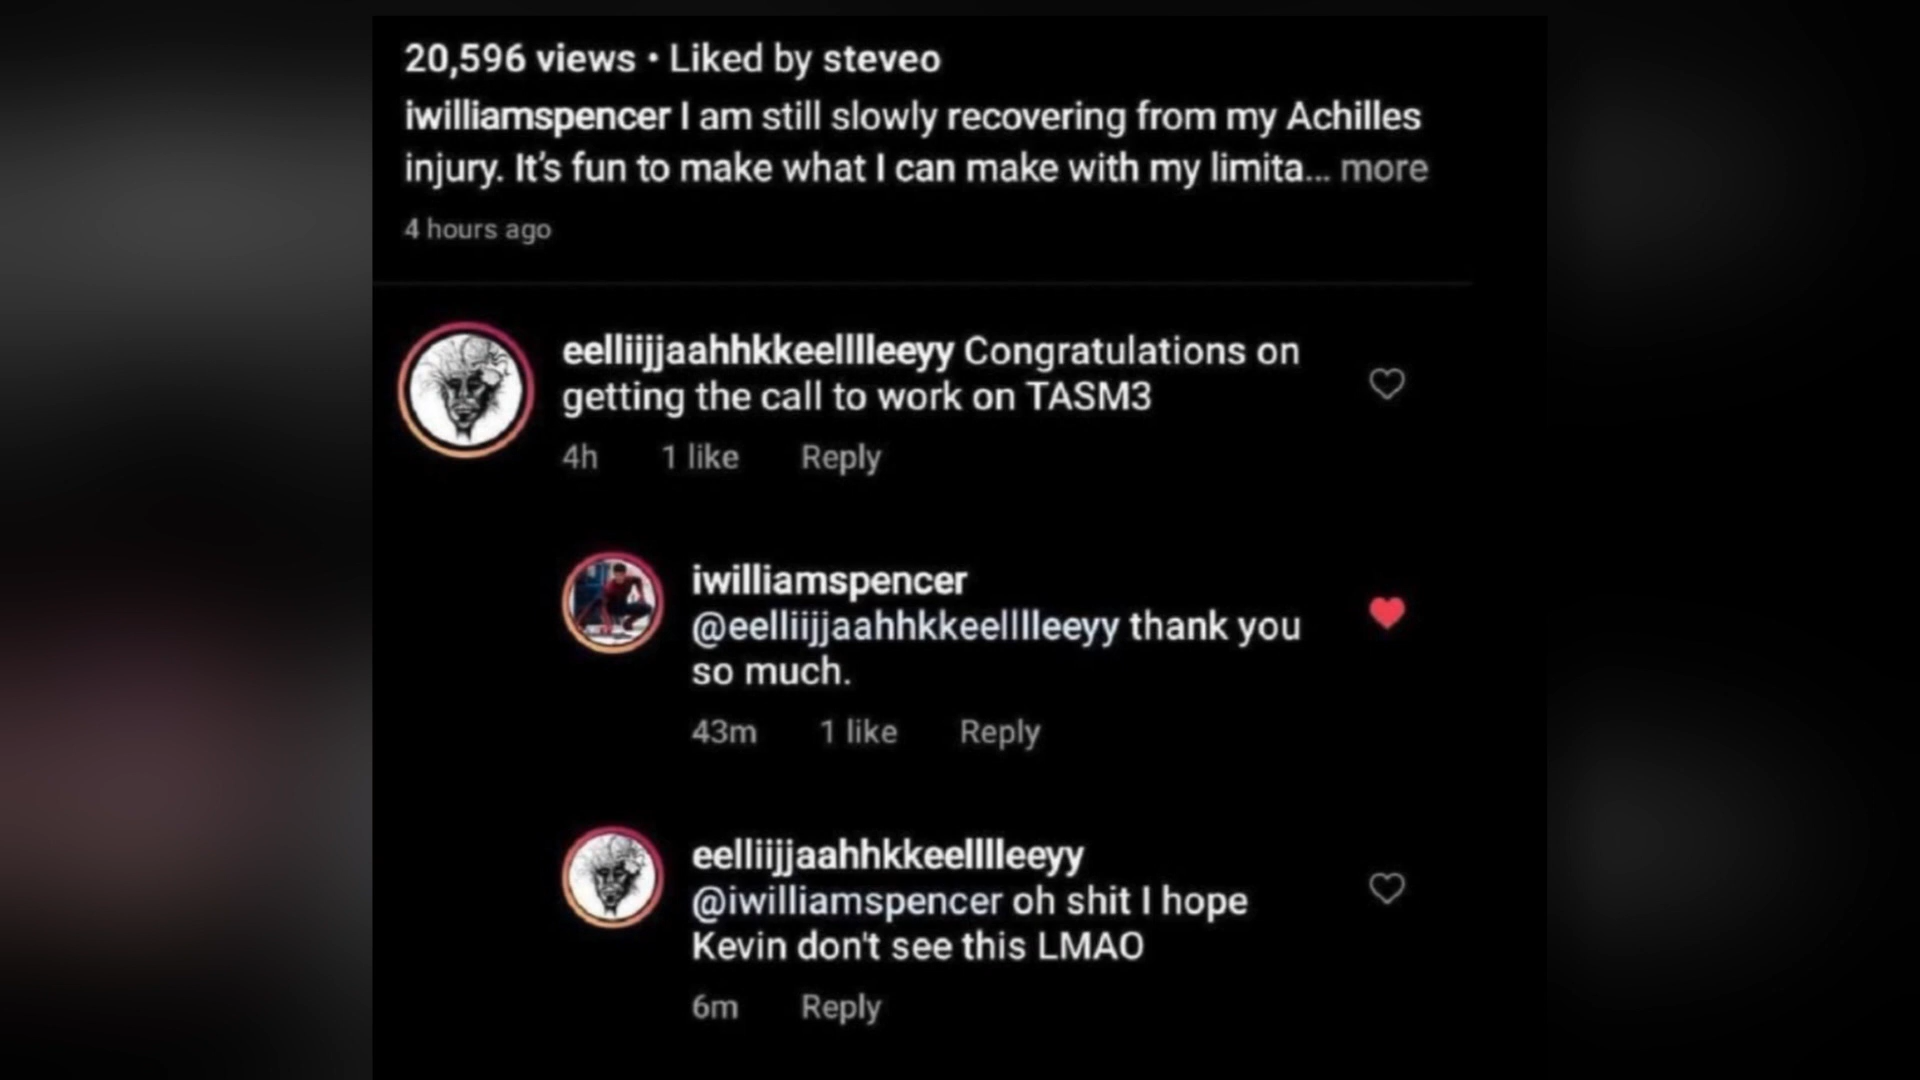 20,596 views • Liked by steveo
iwilliamspencer I am still slowly recovering from my Achilles
injury. It's fun to make what I can make with my limita... more
4 hours ago
eelliijjaahhkkeelllleeyy Congratulations on
getting the call to work on TASM3
4h 1 like Reply
iwilliamspencer
@eelliijjaahhkkeelllleeyy thank you
so much.
43m 1 like Reply
eelliijjaahhkkeelllleeyy
@iwilliamspencer oh shit I hope
Kevin don't see this LMAO
6m Reply